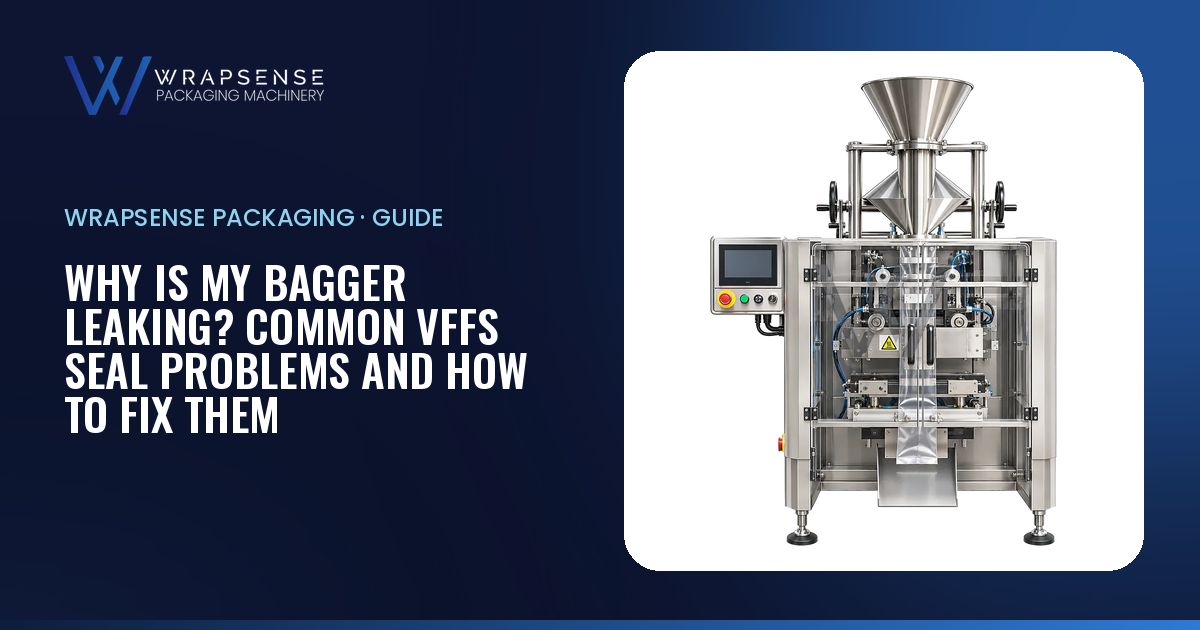 WRAPSENSE
PACKAGING MACHINERY
WRAPSENSE PACKAGING · GUIDE
WHY IS MY BAGGER
LEAKING? COMMON VFFS
SEAL PROBLEMS AND HOW
TO FIX THEM